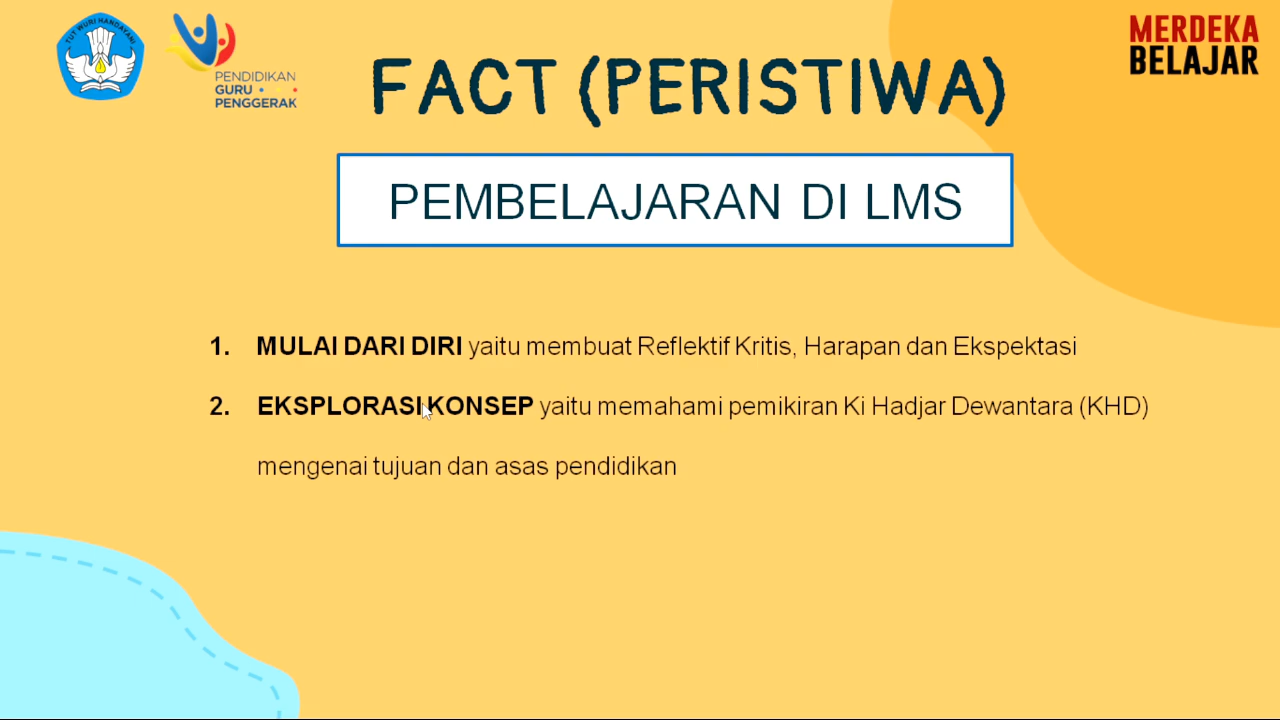 TUT WURI HANDAYANI
PENDIDIKAN
GURU
PENGGERAK
MERDEKA
BELAJAR
FACT (PERISTIWA)
PEMBELAJARAN DI LMS
1. MULAI DARI DIRI yaitu membuat Reflektif Kritis, Harapan dan Ekspektasi
2. EKSPLORASI KONSEP yaitu memahami pemikiran Ki Hadjar Dewantara (KHD)
mengenai tujuan dan asas pendidikan